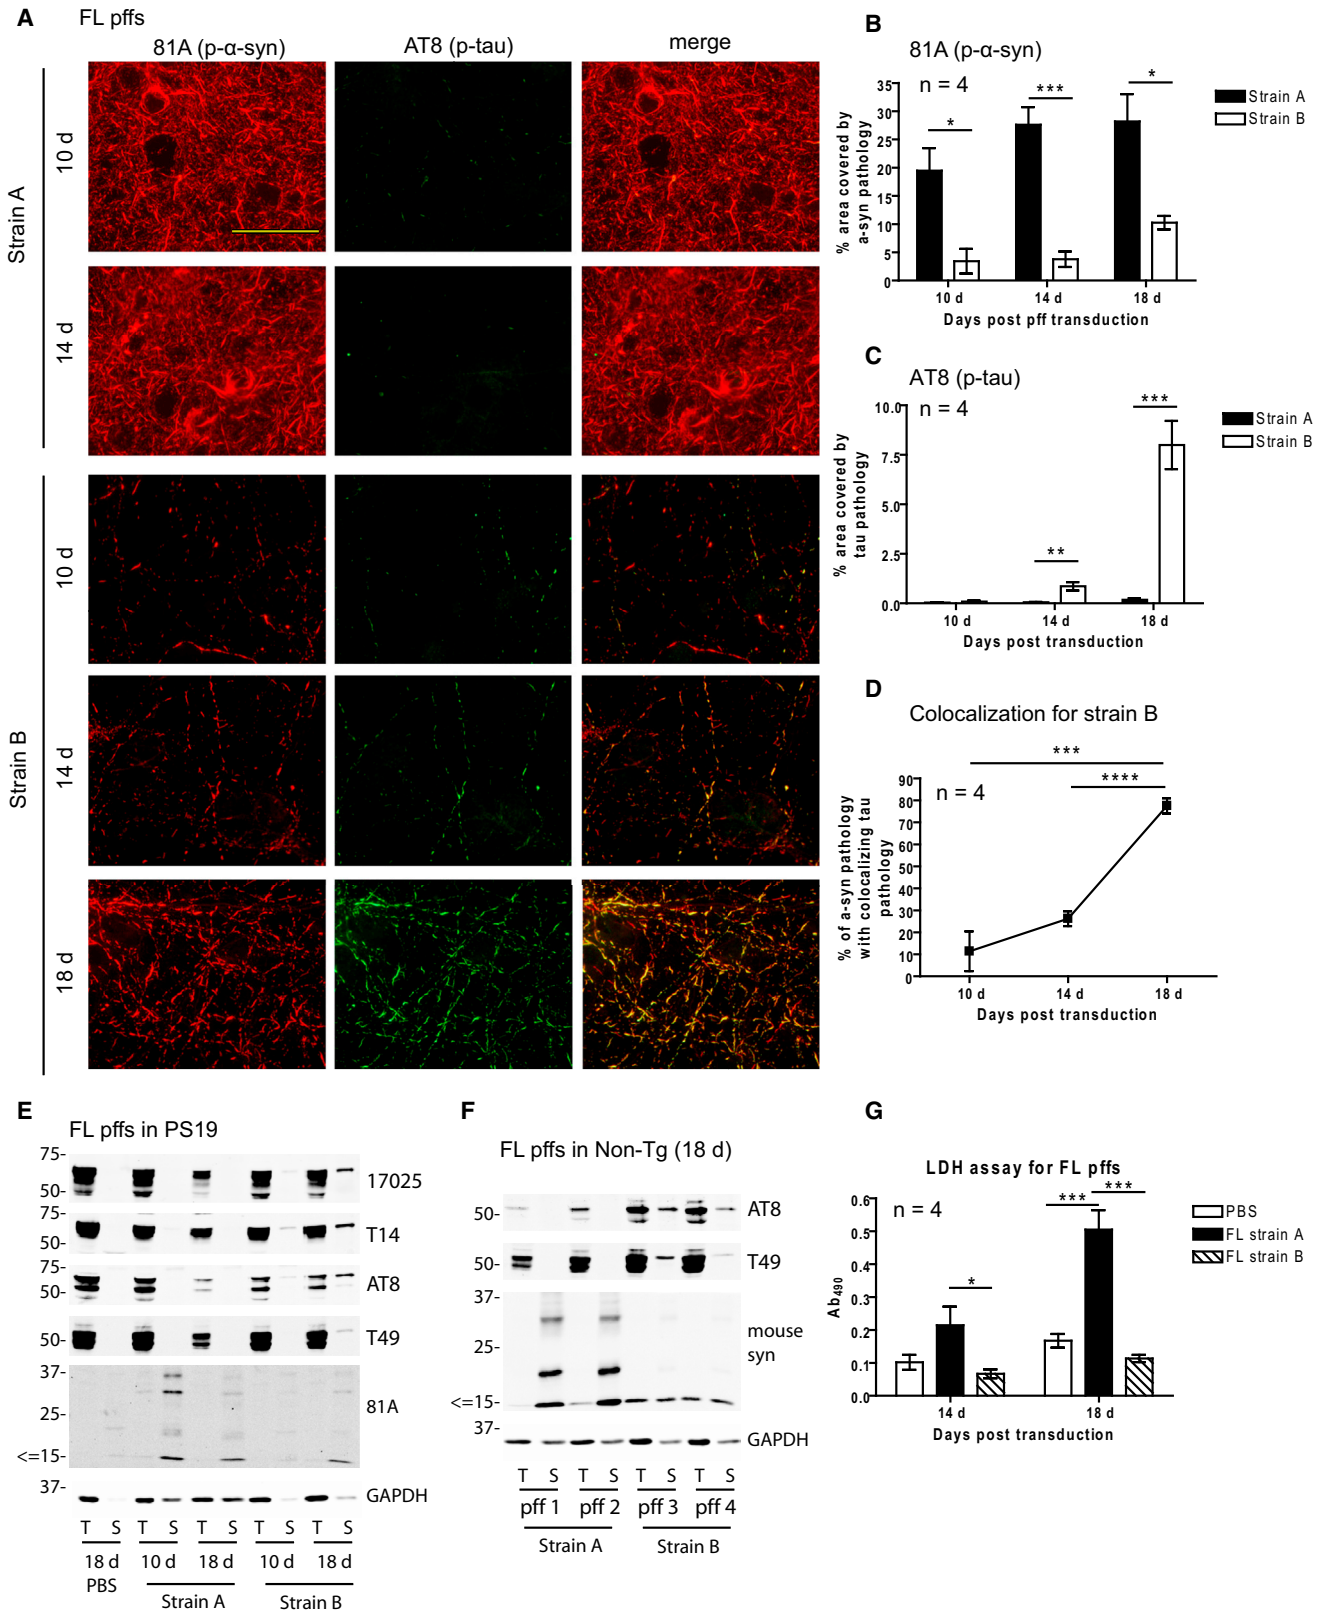 A
FL pffs
81A (p-α-syn)
AT8 (p-tau)
merge
Strain A
10 d
14 d
Strain B
10 d
14 d
18 d
B
81A (p-α-syn)
n = 4
% area covered by
a-syn pathology
35
30
25
20
15
10
5
0
*
***
*
Strain A
Strain B
10 d
14 d
18 d
Days post pff transduction
C
AT8 (p-tau)
n = 4
% area covered by
tau pathology
10.0
7.5
5.0
2.5
0.0
**
***
Strain A
Strain B
10 d
14 d
18 d
Days post transduction
D
Colocalization for strain B
n = 4
***
****
% of a-syn pathology
with colocalizing tau
pathology
90
80
70
60
50
40
30
20
10
0
10 d
14 d
18 d
Days post transduction
E
FL pffs in PS19
75-
50-
17025
75-
50-
T14
75-
50-
AT8
50-
T49
37-
25-
<=15-
81A
37-
GAPDH
T S T S T S T S T S
18 d 10 d 18 d 10 d 18 d
PBS
Strain A
Strain B
F
FL pffs in Non-Tg (18 d)
50-
AT8
50-
T49
37-
25-
<=15-
mouse
syn
37-
GAPDH
T S T S T S T S
pff 1 pff 2 pff 3 pff 4
Strain A
Strain B
G
LDH assay for FL pffs
n = 4
Ab490
0.6
0.5
0.4
0.3
0.2
0.1
0.0
*
***
***
PBS
FL strain A
FL strain B
14 d
18 d
Days post transduction